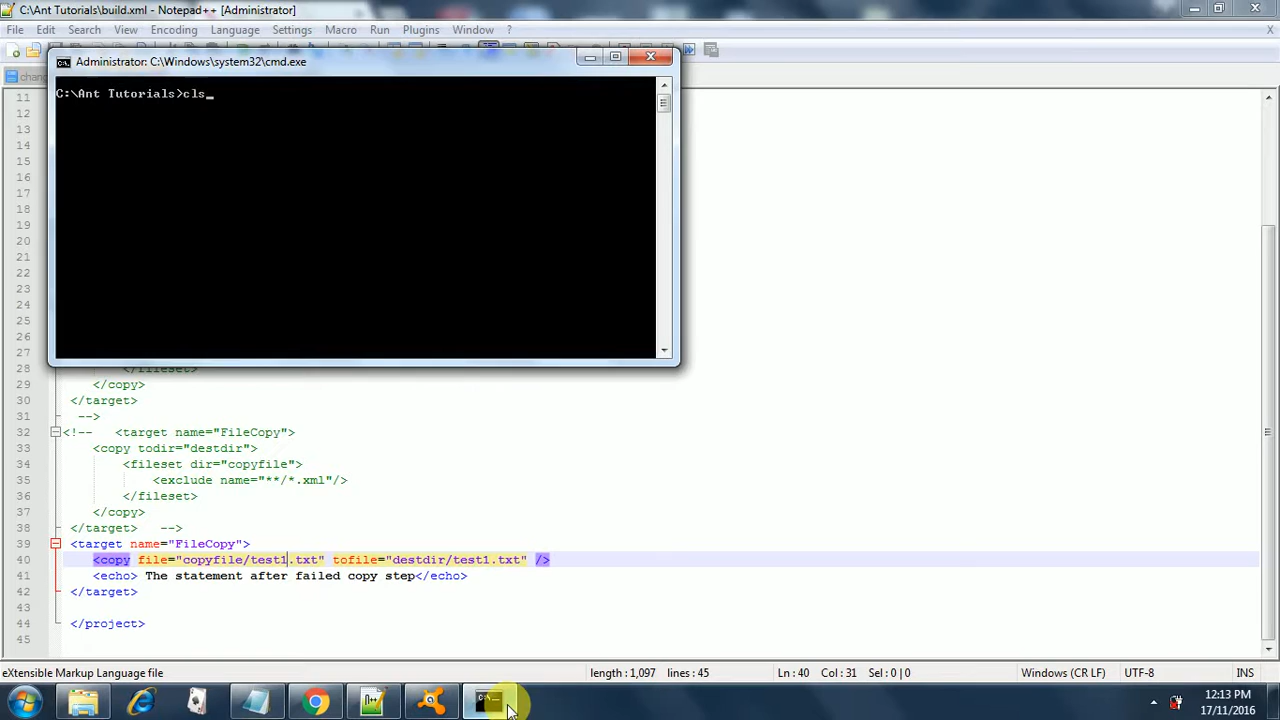 C:\Ant Tutorials\build.xml - Notepad++ [Administrator]
File Edit Search View Encoding Language Settings Macro Run Plugins Window ? X
Administrator: C:\Windows\system32\cmd.exe
C:\Ant Tutorials>cls_
11
12
13
14
15
16
17
18
19
20
21
22
23
24
25
26
27
28 </fileset>
29 </copy>
30 </target>
31 -->
32 <!-- <target name="FileCopy">
33 <copy todir="destdir">
34 <fileset dir="copyfile">
35 <exclude name="**/*.xml"/>
36 </fileset>
37 </copy>
38 </target> -->
39 <target name="FileCopy">
40 <copy file="copyfile/test1.txt" tofile="destdir/test1.txt" />
41 <echo> The statement after failed copy step</echo>
42 </target>
43
44 </project>
45
eXtensible Markup Language file length : 1,097 lines : 45 Ln : 40 Col : 31 Sel : 0 | 0 Windows (CR LF) UTF-8 INS
12:13 PM
17/11/2016